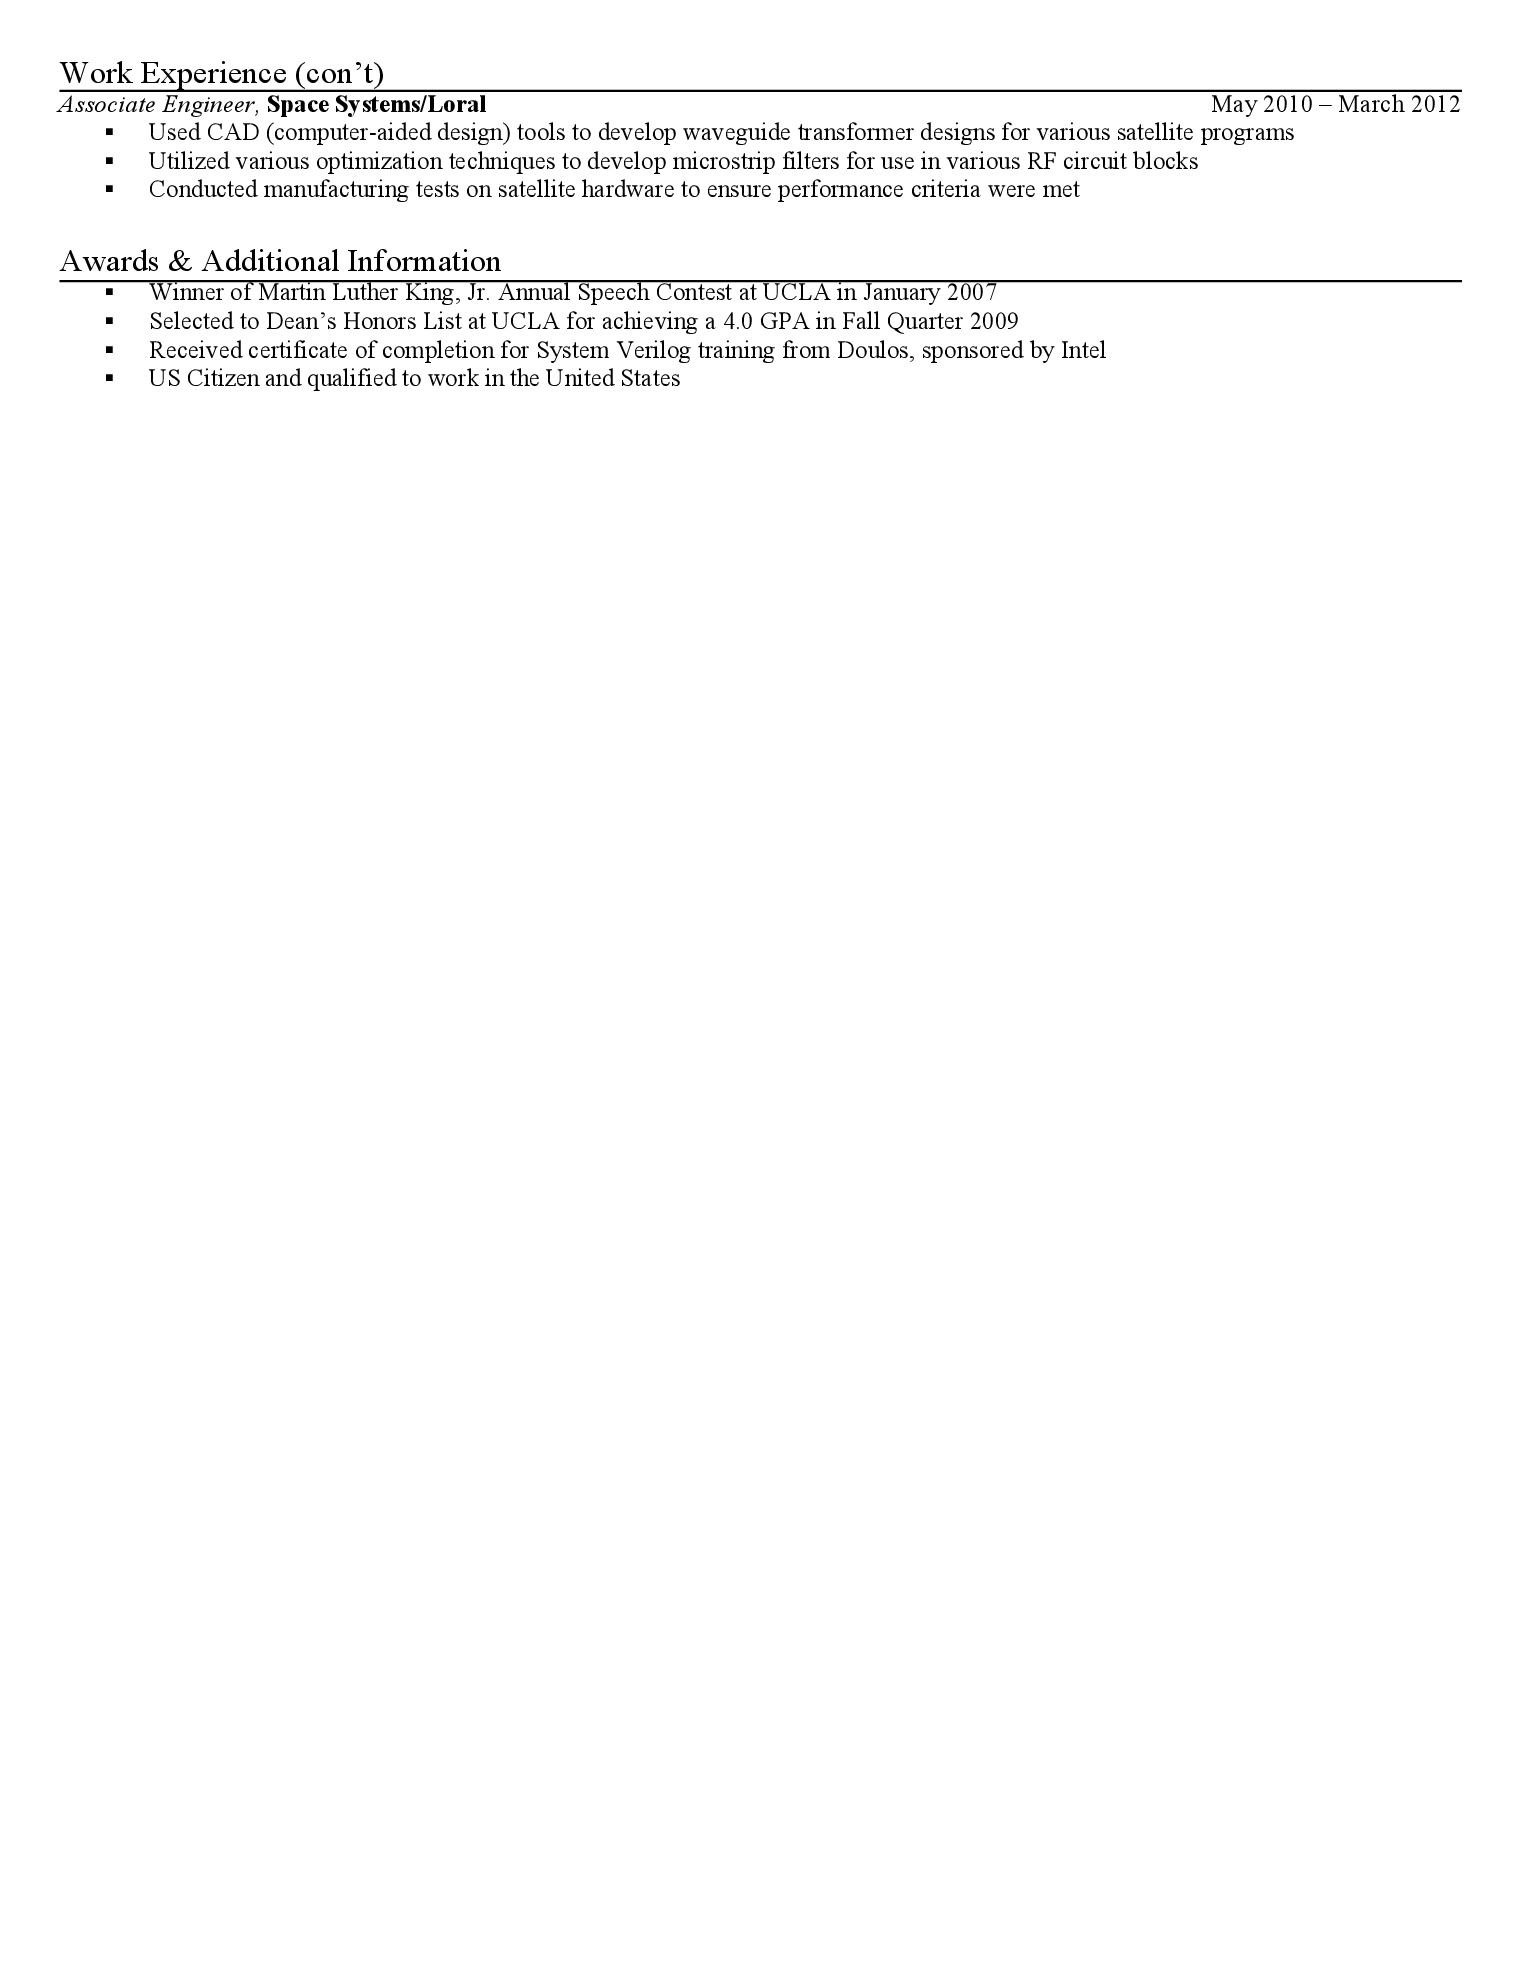 Work Experience (con’t)
Associate Engineer, Space Systems/Loral May 2010 – March 2012
▪ Used CAD (computer-aided design) tools to develop waveguide transformer designs for various satellite programs
▪ Utilized various optimization techniques to develop microstrip filters for use in various RF circuit blocks
▪ Conducted manufacturing tests on satellite hardware to ensure performance criteria were met
Awards & Additional Information
▪ Winner of Martin Luther King, Jr. Annual Speech Contest at UCLA in January 2007
▪ Selected to Dean’s Honors List at UCLA for achieving a 4.0 GPA in Fall Quarter 2009
▪ Received certificate of completion for System Verilog training from Doulos, sponsored by Intel
▪ US Citizen and qualified to work in the United States